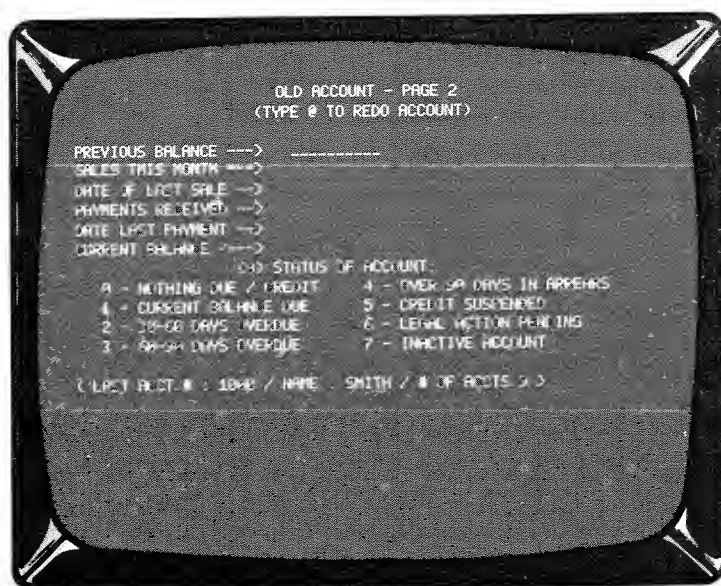 OLD ACCOUNT - PAGE 2
(TYPE @ TO REDO ACCOUNT)
PREVIOUS BALANCE ---> __________
SALES THIS MONTH --->
DATE OF LAST SALE --->
PAYMENTS RECEIVED --->
DATE LAST PAYMENT --->
CURRENT BALANCE --->
STATUS OF ACCOUNT:
0 - NOTHING DUE / CREDIT 4 - OVER 90 DAYS IN ARREARS
1 - CURRENT BALANCE DUE 5 - CREDIT SUSPENDED
2 - 30-60 DAYS OVERDUE 6 - LEGAL ACTION PENDING
3 - 60-90 DAYS OVERDUE 7 - INACTIVE ACCOUNT
(LAST ACCT.# : / NAME : SMITH / # OF ACCTS )